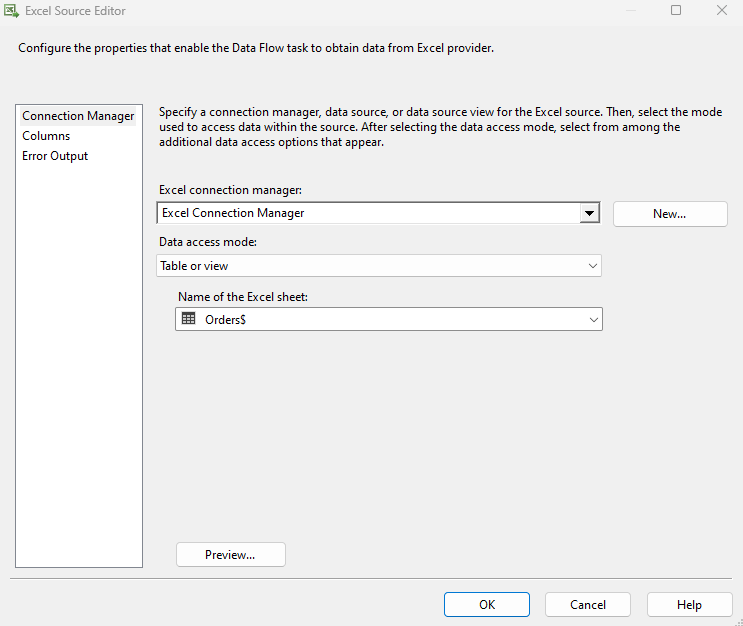 Excel Source Editor
Configure the properties that enable the Data Flow task to obtain data from Excel provider.
Connection Manager
Columns
Error Output
Specify a connection manager, data source, or data source view for the Excel source. Then, select the mode
used to access data within the source. After selecting the data access mode, select from among the
additional data access options that appear.
Excel connection manager:
Excel Connection Manager
New...
Data access mode:
Table or view
Name of the Excel sheet:
Orders$
Preview...
OK
Cancel
Help